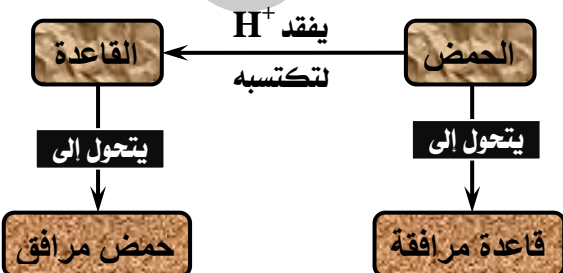 يفقد H⁺
الحمض
القاعدة
لتكتسبه
يتحول إلى
يتحول إلى
قاعدة مرافقة
حمض مرافق